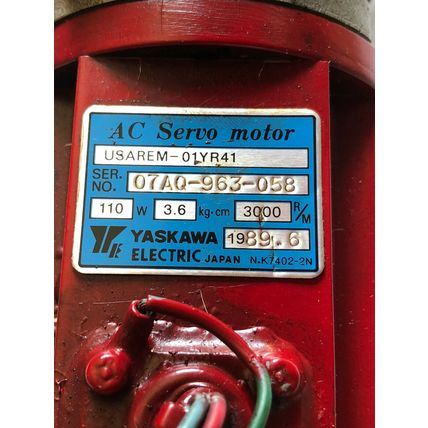 AC Servo motor
USAREM-01YR41
SER. NO. 07AQ-963-058
110 W 3.6 kg·cm 3000 R/M
YASKAWA 1989.6
ELECTRIC JAPAN N.K7402-2N